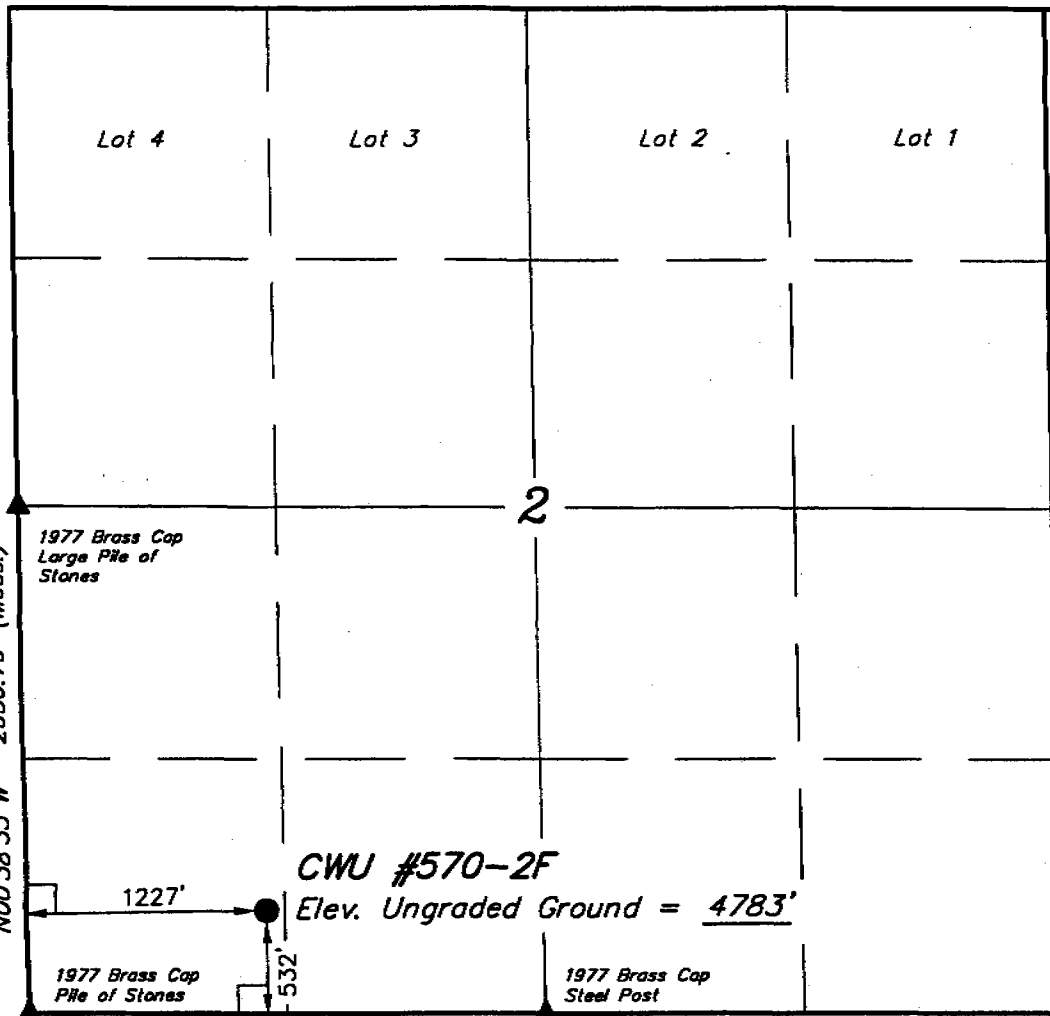 Lot 4
Lot 3
Lot 2
Lot 1
2
1977 Brass Cap
Large Pile of
Stones
CWU #570-2F
Elev. Ungraded Ground = 4783'
1227'
532'
1977 Brass Cap
Pile of Stones
1977 Brass Cap
Steel Post